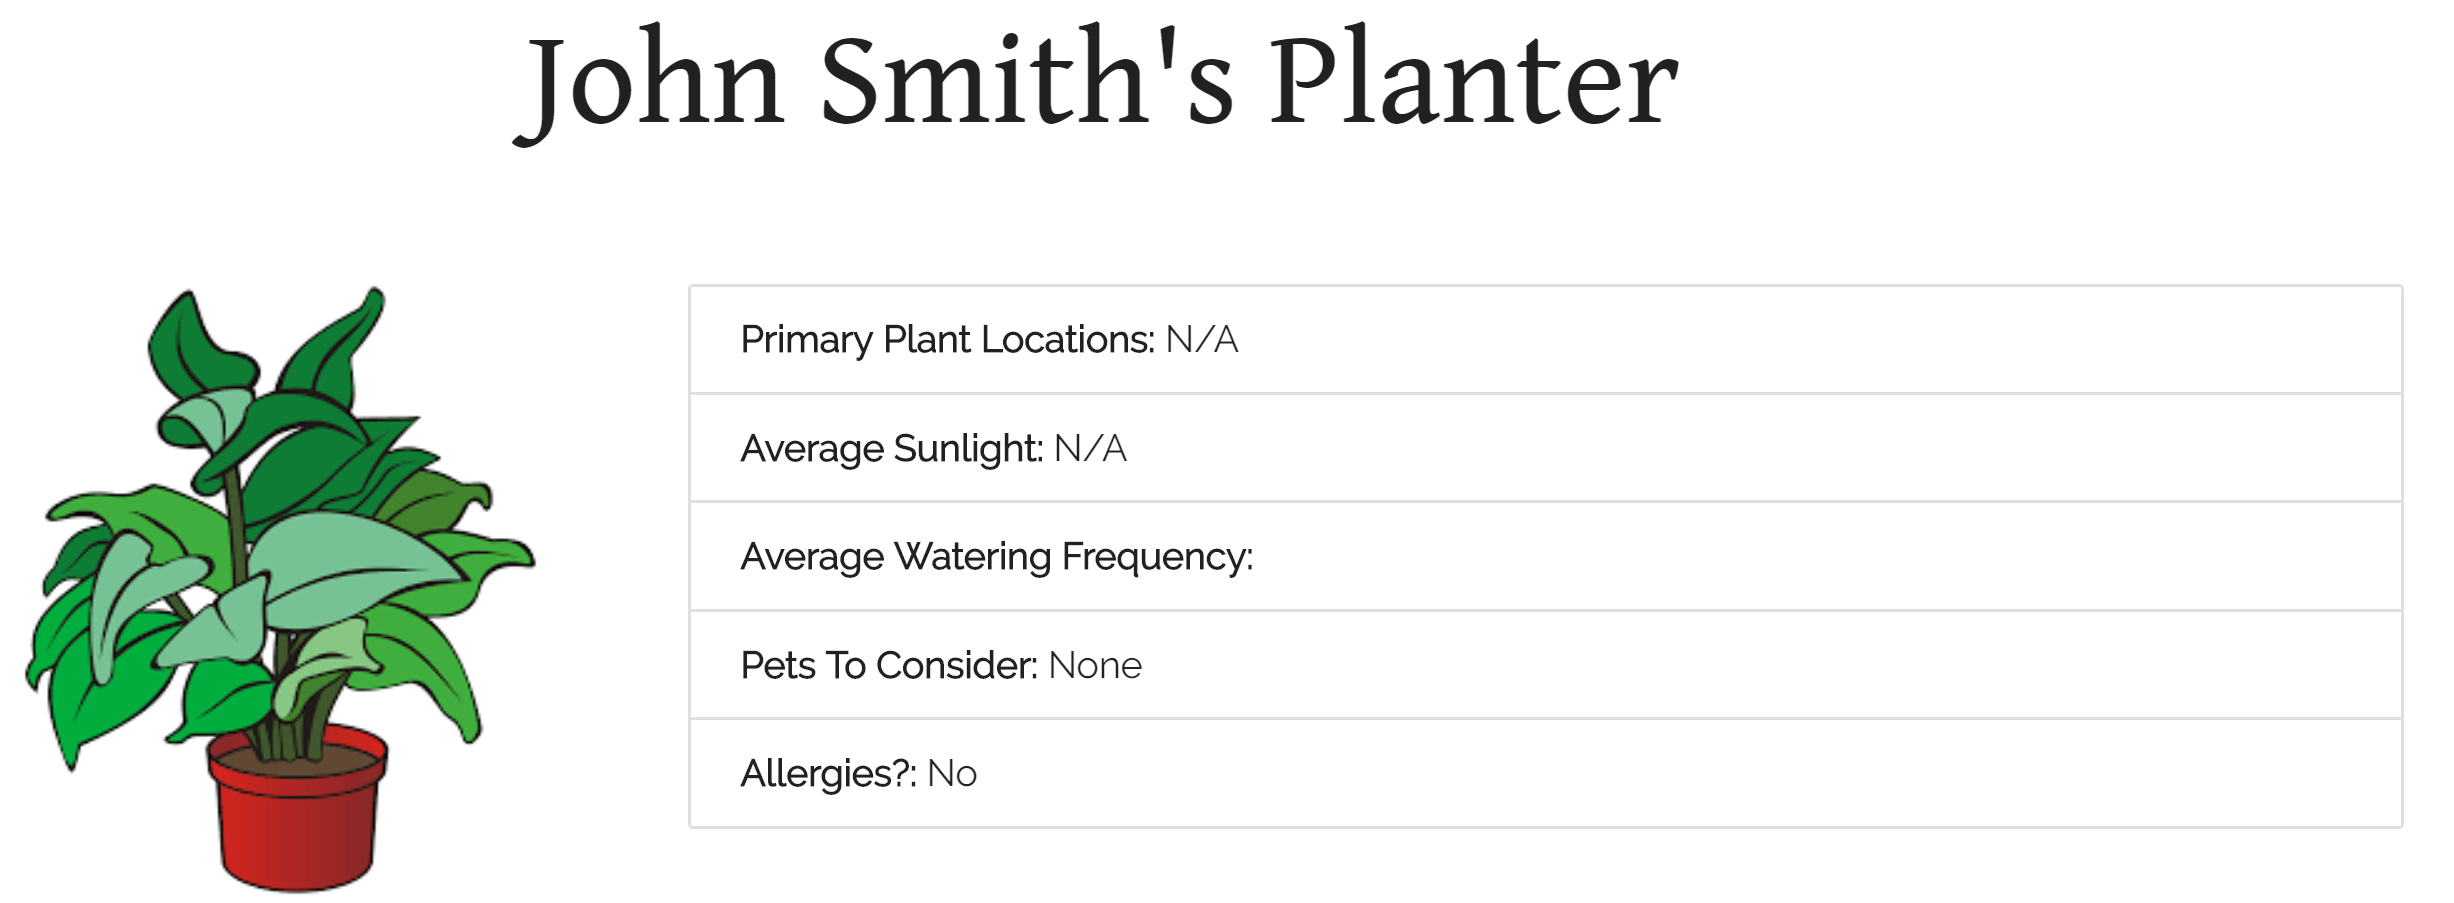 John Smith's Planter
Primary Plant Locations: N/A
Average Sunlight: N/A
Average Watering Frequency:
Pets To Consider: None
Allergies?: No